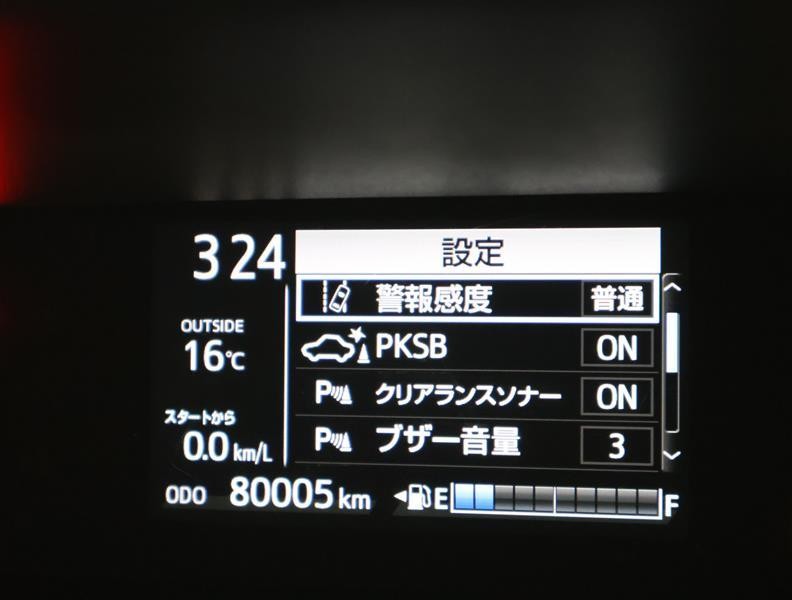 3 24
設定
警報感度 普通
OUTSIDE
16℃
PKSB ON
クリアランスソナー ON
スタートから
0.0 km/L
ブザー音量 3
ODO 80005 km E F